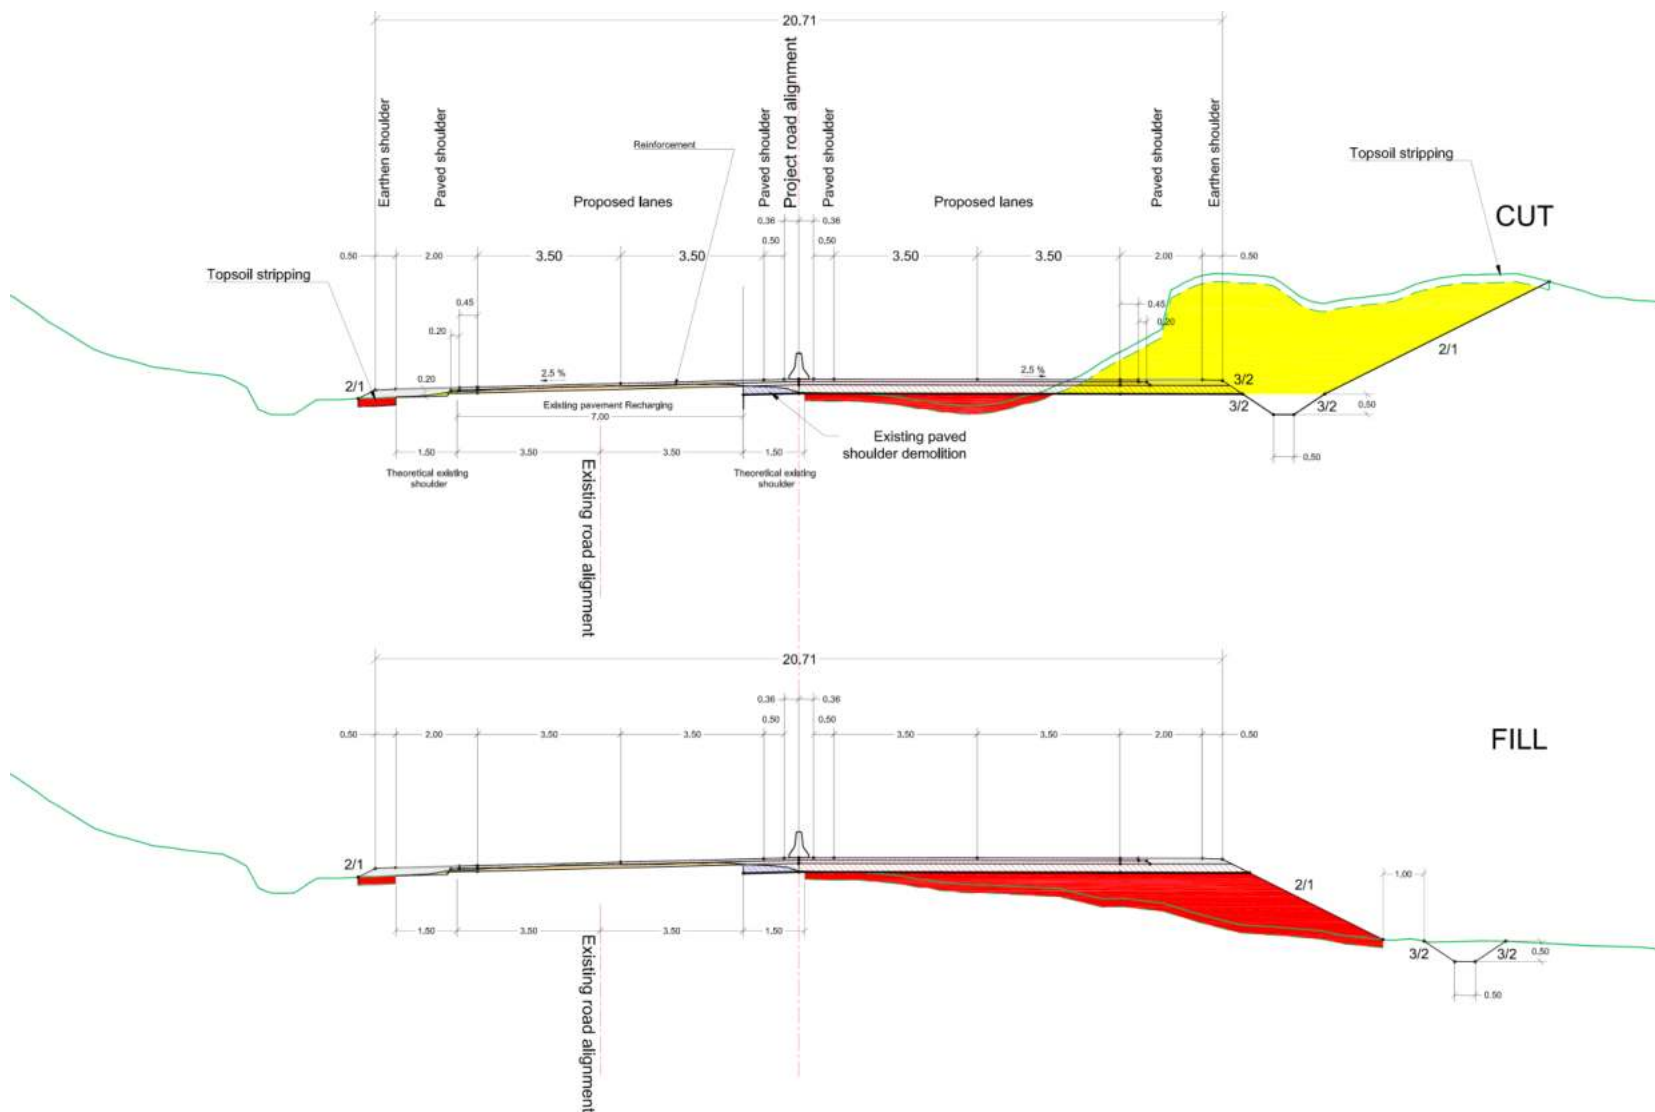 20.71
Earthen shoulder
Paved shoulder
Proposed lanes
Reinforcement
Paved shoulder
Project road alignment
Paved shoulder
Proposed lanes
Paved shoulder
Earthen shoulder
Topsoil stripping
CUT
0.36
0.36
0.50
0.50
0.50
2.00
3.50
3.50
3.50
3.50
2.00
0.50
Topsoil stripping
0.45
0.20
0.45
0.20
2/1
0.20
2.5 %
2.5 %
2/1
3/2
3/2
3/2
0.50
0.50
Existing pavement Recharging
7.00
Existing paved
shoulder demolition
1.50
3.50
3.50
1.50
Theoretical existing
shoulder
Theoretical existing
shoulder
Existing road alignment
20.71
0.36
0.36
0.50
0.50
0.50
2.00
3.50
3.50
3.50
3.50
2.00
0.50
FILL
2/1
2/1
1.00
3/2
3/2
0.50
0.50
1.50
3.50
3.50
1.50
Existing road alignment